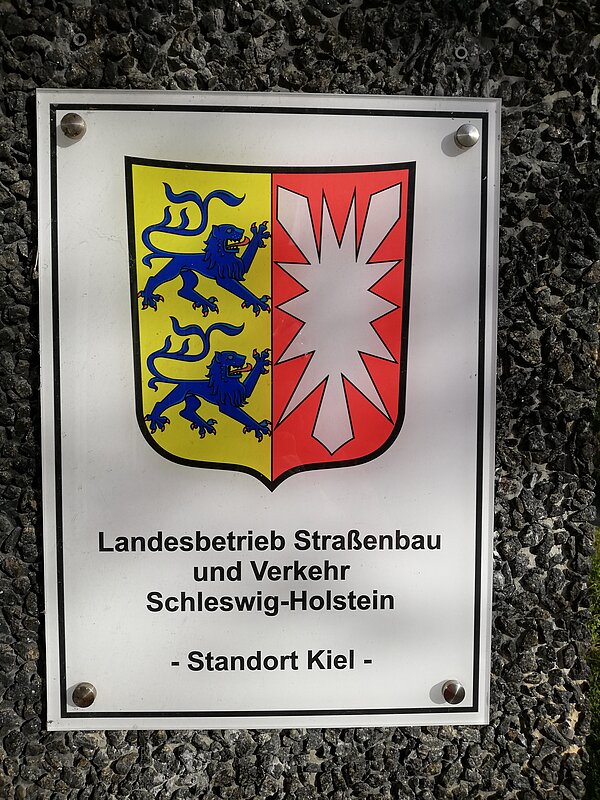 Landesbetrieb Straßenbau
und Verkehr
Schleswig-Holstein
- Standort Kiel -